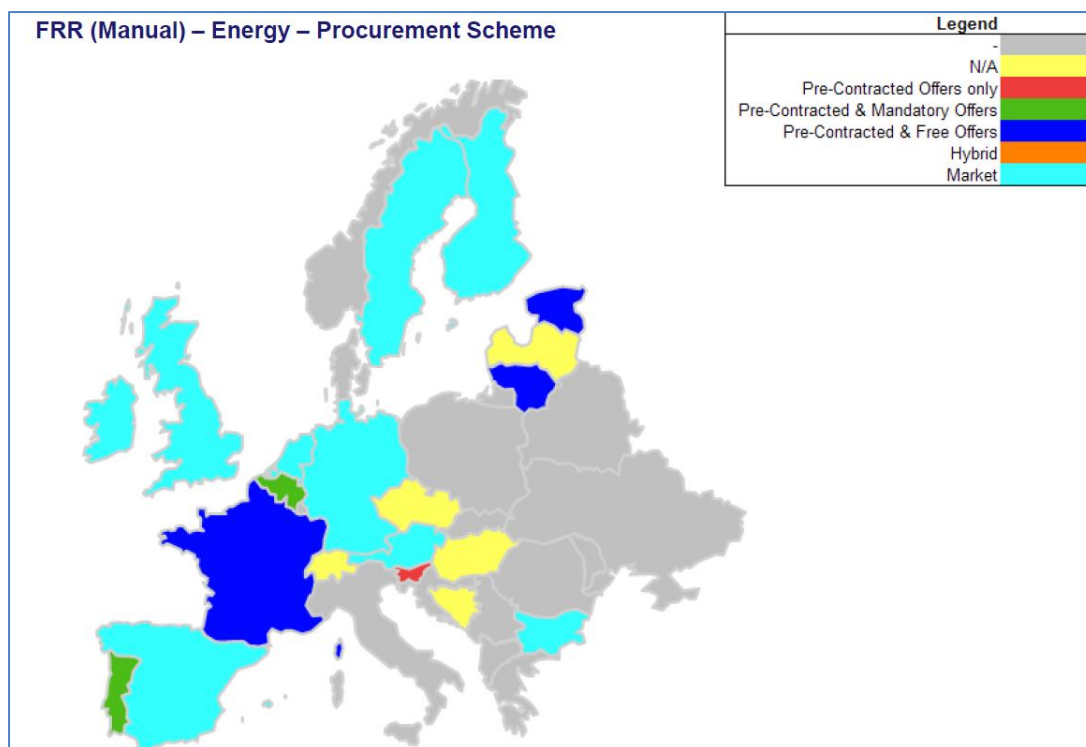 FRR (Manual) – Energy – Procurement Scheme
Legend
-
N/A
Pre-Contracted Offers only
Pre-Contracted & Mandatory Offers
Pre-Contracted & Free Offers
Hybrid
Market